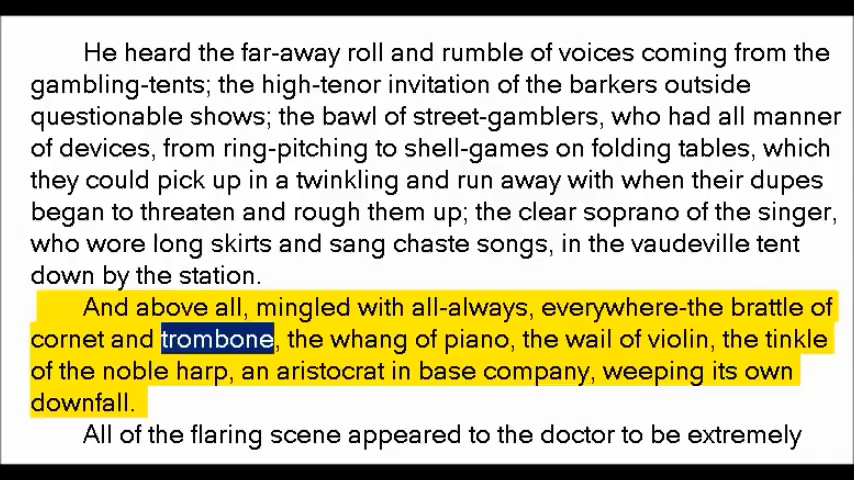 He heard the far-away roll and rumble of voices coming from the
gambling-tents; the high-tenor invitation of the barkers outside
questionable shows; the bawl of street-gamblers, who had all manner
of devices, from ring-pitching to shell-games on folding tables, which
they could pick up in a twinkling and run away with when their dupes
began to threaten and rough them up; the clear soprano of the singer,
who wore long skirts and sang chaste songs, in the vaudeville tent
down by the station.
And above all, mingled with all-always, everywhere-the brattle of
cornet and trombone, the whang of piano, the wail of violin, the tinkle
of the noble harp, an aristocrat in base company, weeping its own
downfall.
All of the flaring scene appeared to the doctor to be extremely